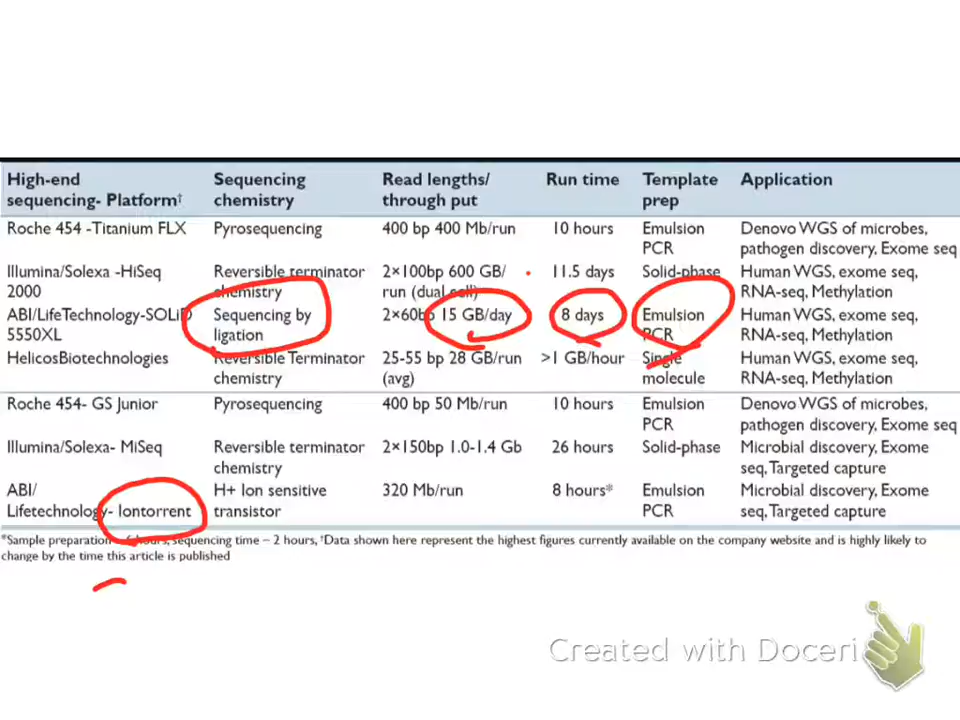 High-end sequencing- Platform† Sequencing chemistry Read lengths/ through put Run time Template prep Application
Roche 454 -Titanium FLX Pyrosequencing 400 bp 400 Mb/run 10 hours Emulsion PCR Denovo WGS of microbes, pathogen discovery, Exome seq
Illumina/Solexa -HiSeq 2000 Reversible terminator chemistry 2×100bp 600 GB/ run (dual cell) 11.5 days Solid-phase Human WGS, exome seq, RNA-seq, Methylation
ABI/LifeTechnology-SOLiD 5550XL Sequencing by ligation 2×60bp 15 GB/day 8 days Emulsion PCR Human WGS, exome seq, RNA-seq, Methylation
HelicosBiotechnologies Reversible Terminator chemistry 25-55 bp 28 GB/run (avg) >1 GB/hour Single molecule Human WGS, exome seq, RNA-seq, Methylation
Roche 454- GS Junior Pyrosequencing 400 bp 50 Mb/run 10 hours Emulsion PCR Denovo WGS of microbes, pathogen discovery, Exome seq
Illumina/Solexa- MiSeq Reversible terminator chemistry 2×150bp 1.0-1.4 Gb 26 hours Solid-phase Microbial discovery, Exome seq, Targeted capture
ABI/ Lifetechnology- Iontorrent H+ Ion sensitive transistor 320 Mb/run 8 hours* Emulsion PCR Microbial discovery, Exome seq, Targeted capture
*Sample preparation – 6 hours, sequencing time – 2 hours, †Data shown here represent the highest figures currently available on the company website and is highly likely to
change by the time this article is published
Created with Doceri